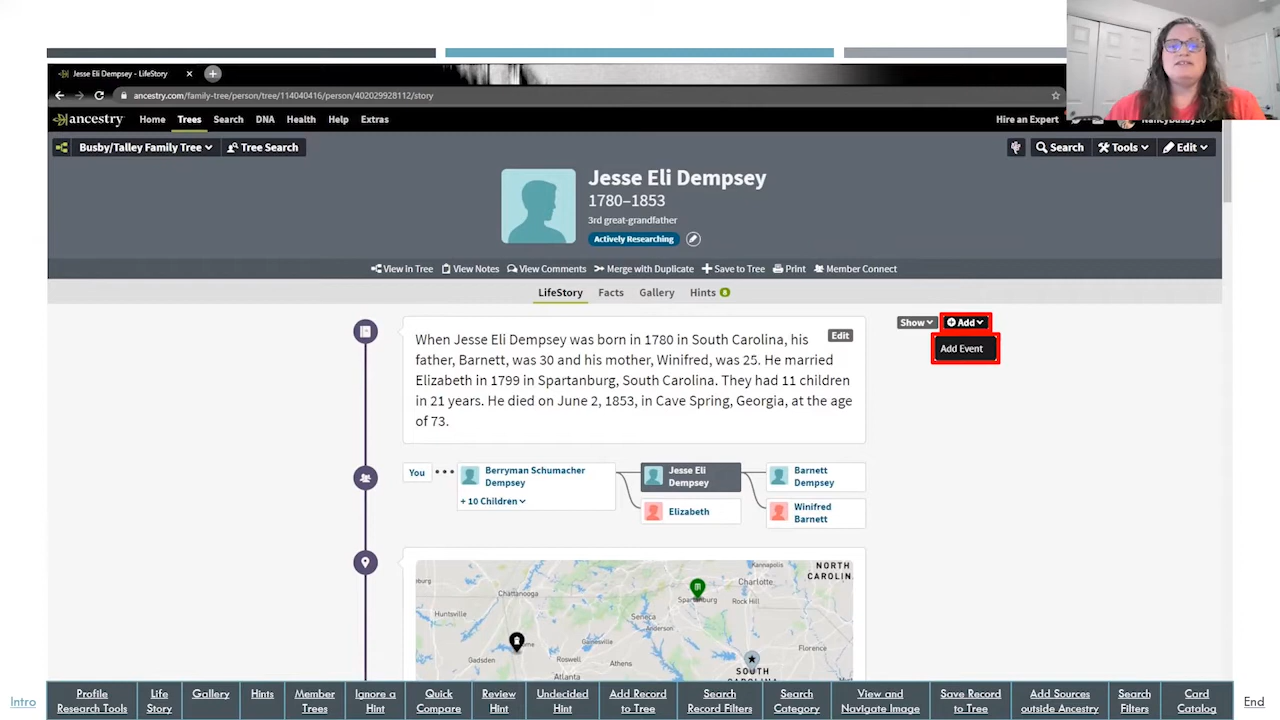 Jesse Eli Dempsey - LifeStory
ancestry.com/family-tree/person/tree/114040416/person/402029928112/story
ancestry
Home Trees Search DNA Health Help Extras
Hire an Expert
Busby/Talley Family Tree Tree Search
Search Tools Edit
Jesse Eli Dempsey
1780–1853
3rd great-grandfather
Actively Researching
View in Tree View Notes View Comments Merge with Duplicate Save to Tree Print Member Connect
LifeStory Facts Gallery Hints 8
Show Add
Add Event
Edit
When Jesse Eli Dempsey was born in 1780 in South Carolina, his
father, Barnett, was 30 and his mother, Winifred, was 25. He married
Elizabeth in 1799 in Spartanburg, South Carolina. They had 11 children
in 21 years. He died on June 2, 1853, in Cave Spring, Georgia, at the age
of 73.
You
Berryman Schumacher
Dempsey
+ 10 Children
Jesse Eli
Dempsey
Elizabeth
Barnett
Dempsey
Winifred
Barnett
NORTH
CAROLIN
Kannapolis
Charlotte
Chattanooga
Rock Hill
Huntsville
Seneca
Anderson
Gainesville
Florence
Gadsden
Roswell
Athens
Atlanta
SOUTH
Intro
Profile
Research Tools
Life
Story
Gallery
Hints
Member
Trees
Ignore a
Hint
Quick
Compare
Review
Hint
Undecided
Hint
Add Record
to Tree
Search
Record Filters
Search
Category
View and
Navigate Image
Save Record
to Tree
Add Sources
outside Ancestry
Search
Filters
Card
Catalog
End